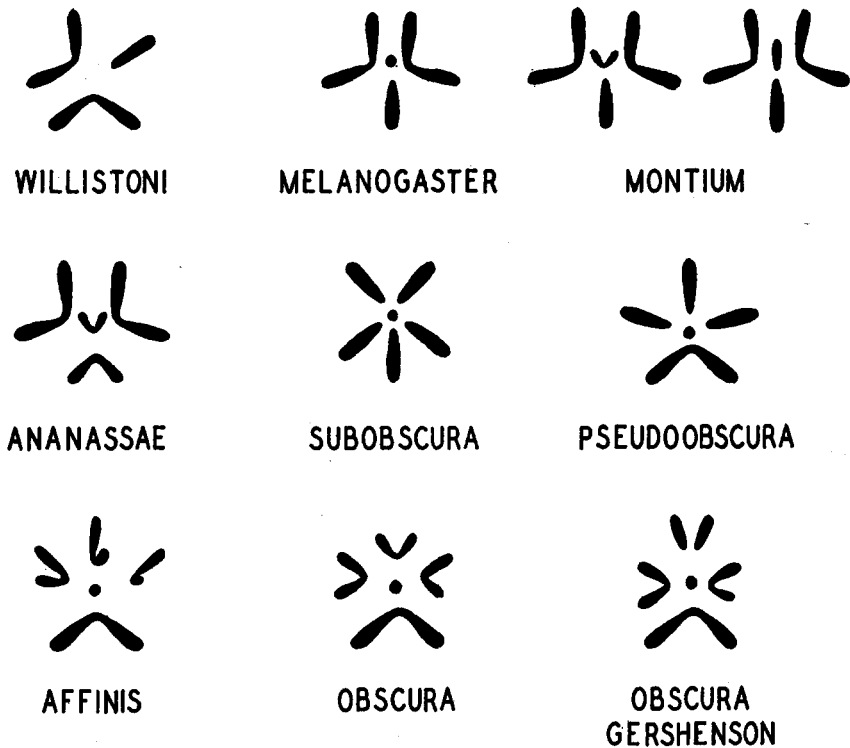 WILLISTONI
MELANOGASTER
MONTIUM
ANANASSAE
SUBOBSCURA
PSEUDOOBSCURA
AFFINIS
OBSCURA
OBSCURA
GERSHENSON